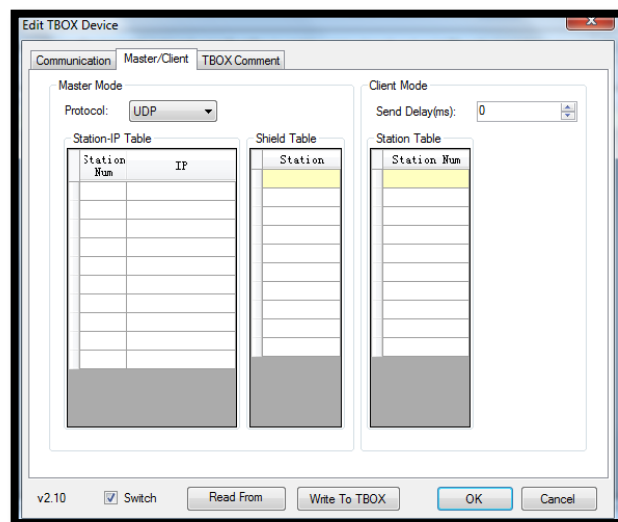 Edit TBOX Device
Communication Master/Client TBOX Comment
Master Mode
Protocol: UDP
Station-IP Table
Station Num IP
Shield Table
Station
Client Mode
Send Delay(ms): 0
Station Table
Station Num
v2.10 Switch Read From Write To TBOX OK Cancel